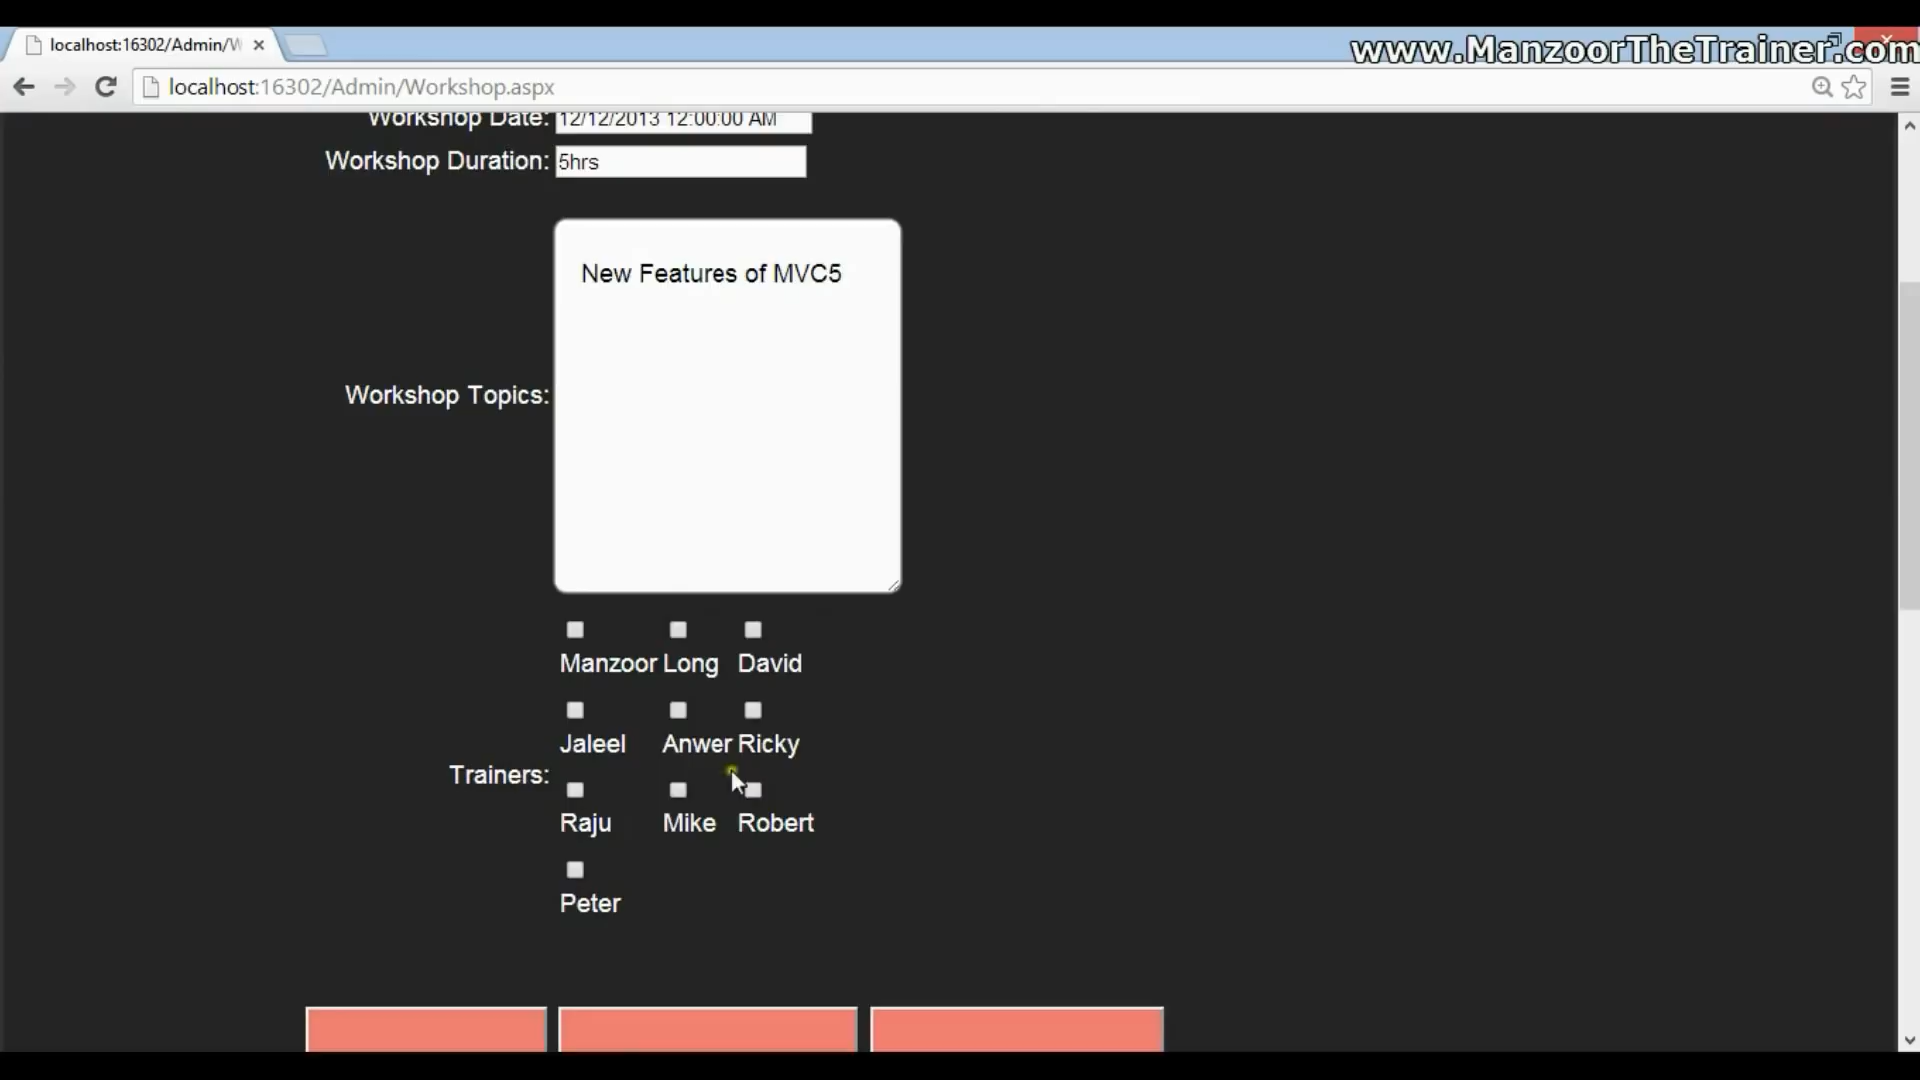 localhost:16302/Admin/W
www.ManzoorTheTrainer.com
localhost:16302/Admin/Workshop.aspx
Workshop Date: 12/12/2013 12:00:00 AM
Workshop Duration: 5hrs
New Features of MVC5
Workshop Topics:
Manzoor Long David
Jaleel Anwer Ricky
Trainers:
Raju Mike Robert
Peter